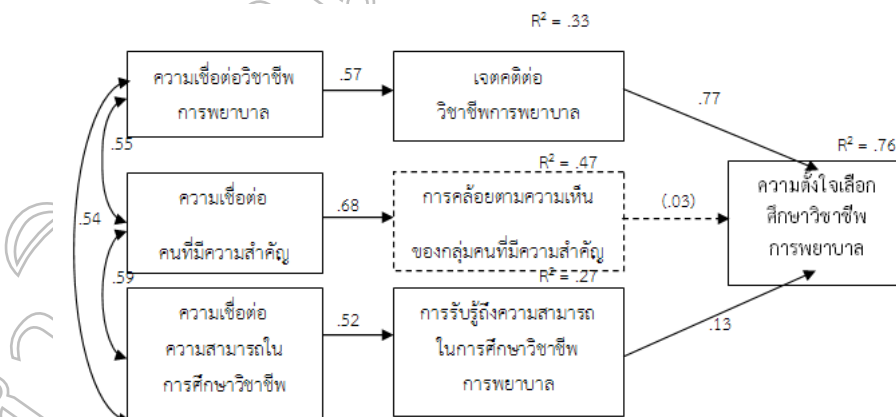 R² = .33
ความเชื่อต่อวิชาชีพ
การพยาบาล
.57
เจตคติต่อ
วิชาชีพการพยาบาล
.77
R² = .76
.55
R² = .47
ความเชื่อต่อ
คนที่มีความสำคัญ
.68
การคล้อยตามความเห็น
ของกลุ่มคนที่มีความสำคัญ
(.03)
ความตั้งใจเลือก
ศึกษาวิชาชีพ
การพยาบาล
.54
.59
R² = .27
ความเชื่อต่อ
ความสามารถใน
การศึกษาวิชาชีพ
.52
การรับรู้ถึงความสามารถ
ในการศึกษาวิชาชีพ
การพยาบาล
.13